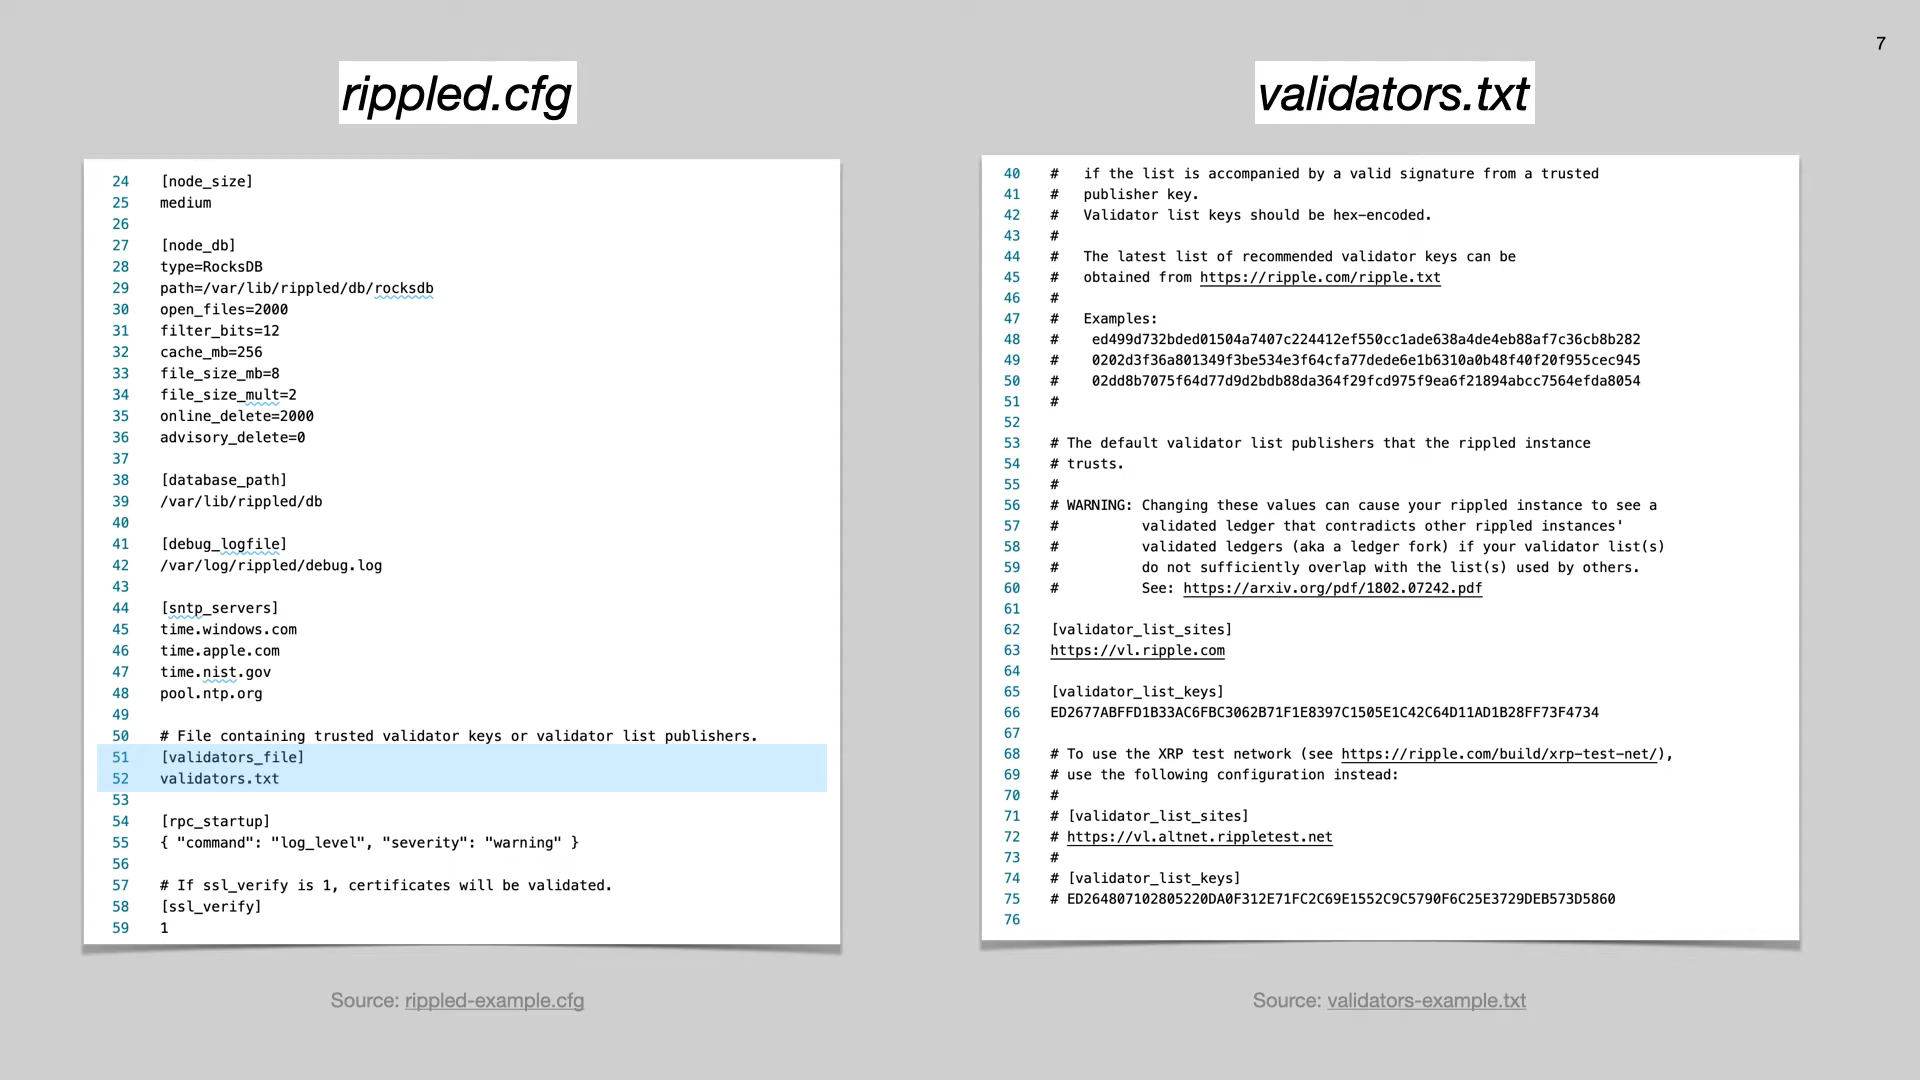 7
rippled.cfg
24 [node_size]
25 medium
26
27 [node_db]
28 type=RocksDB
29 path=/var/lib/rippled/db/rocksdb
30 open_files=2000
31 filter_bits=12
32 cache_mb=256
33 file_size_mb=8
34 file_size_mult=2
35 online_delete=2000
36 advisory_delete=0
37
38 [database_path]
39 /var/lib/rippled/db
40
41 [debug_logfile]
42 /var/log/rippled/debug.log
43
44 [sntp_servers]
45 time.windows.com
46 time.apple.com
47 time.nist.gov
48 pool.ntp.org
49
50 # File containing trusted validator keys or validator list publishers.
51 [validators_file]
52 validators.txt
53
54 [rpc_startup]
55 { "command": "log_level", "severity": "warning" }
56
57 # If ssl_verify is 1, certificates will be validated.
58 [ssl_verify]
59 1
Source: rippled-example.cfg
validators.txt
40 #   if the list is accompanied by a valid signature from a trusted
41 #   publisher key.
42 #   Validator list keys should be hex-encoded.
43 #
44 #   The latest list of recommended validator keys can be
45 #   obtained from https://ripple.com/ripple.txt
46 #
47 #   Examples:
48 #    ed499d732bded01504a7407c224412ef550cc1ade638a4de4eb88af7c36cb8b282
49 #    0202d3f36a801349f3be534e3f64cfa77dede6e1b6310a0b48f40f20f955cec945
50 #    02dd8b7075f64d77d9d2bdb88da364f29fcd975f9ea6f21894abcc7564efda8054
51 #
52
53 # The default validator list publishers that the rippled instance
54 # trusts.
55 #
56 # WARNING: Changing these values can cause your rippled instance to see a
57 #          validated ledger that contradicts other rippled instances'
58 #          validated ledgers (aka a ledger fork) if your validator list(s)
59 #          do not sufficiently overlap with the list(s) used by others.
60 #          See: https://arxiv.org/pdf/1802.07242.pdf
61
62 [validator_list_sites]
63 https://vl.ripple.com
64
65 [validator_list_keys]
66 ED2677ABFFD1B33AC6FBC3062B71F1E8397C1505E1C42C64D11AD1B28FF73F4734
67
68 # To use the XRP test network (see https://ripple.com/build/xrp-test-net/),
69 # use the following configuration instead:
70 #
71 # [validator_list_sites]
72 # https://vl.altnet.rippletest.net
73 #
74 # [validator_list_keys]
75 # ED264807102805220DA0F312E71FC2C69E1552C9C5790F6C25E3729DEB573D5860
76
Source: validators-example.txt